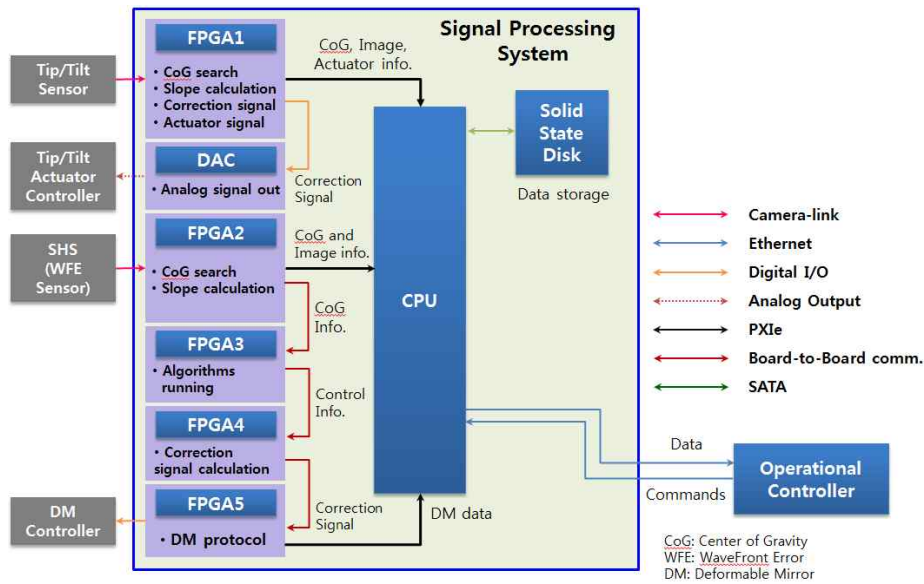 Signal Processing
System
FPGA1
• CoG search
• Slope calculation
• Correction signal
• Actuator signal
CoG, Image,
Actuator info.
Tip/Tilt
Sensor
DAC
• Analog signal out
Correction
Signal
Tip/Tilt
Actuator
Controller
FPGA2
• CoG search
• Slope calculation
CoG and
Image info.
SHS
(WFE
Sensor)
CoG
Info.
FPGA3
• Algorithms
running
Control
Info.
FPGA4
• Correction
signal calculation
Correction
Signal
FPGA5
• DM protocol
DM
Controller
DM data
CPU
Solid
State
Disk
Data storage
Camera-link
Ethernet
Digital I/O
Analog Output
PXIe
Board-to-Board comm.
SATA
Data
Commands
Operational
Controller
CoG: Center of Gravity
WFE: WaveFront Error
DM: Deformable Mirror